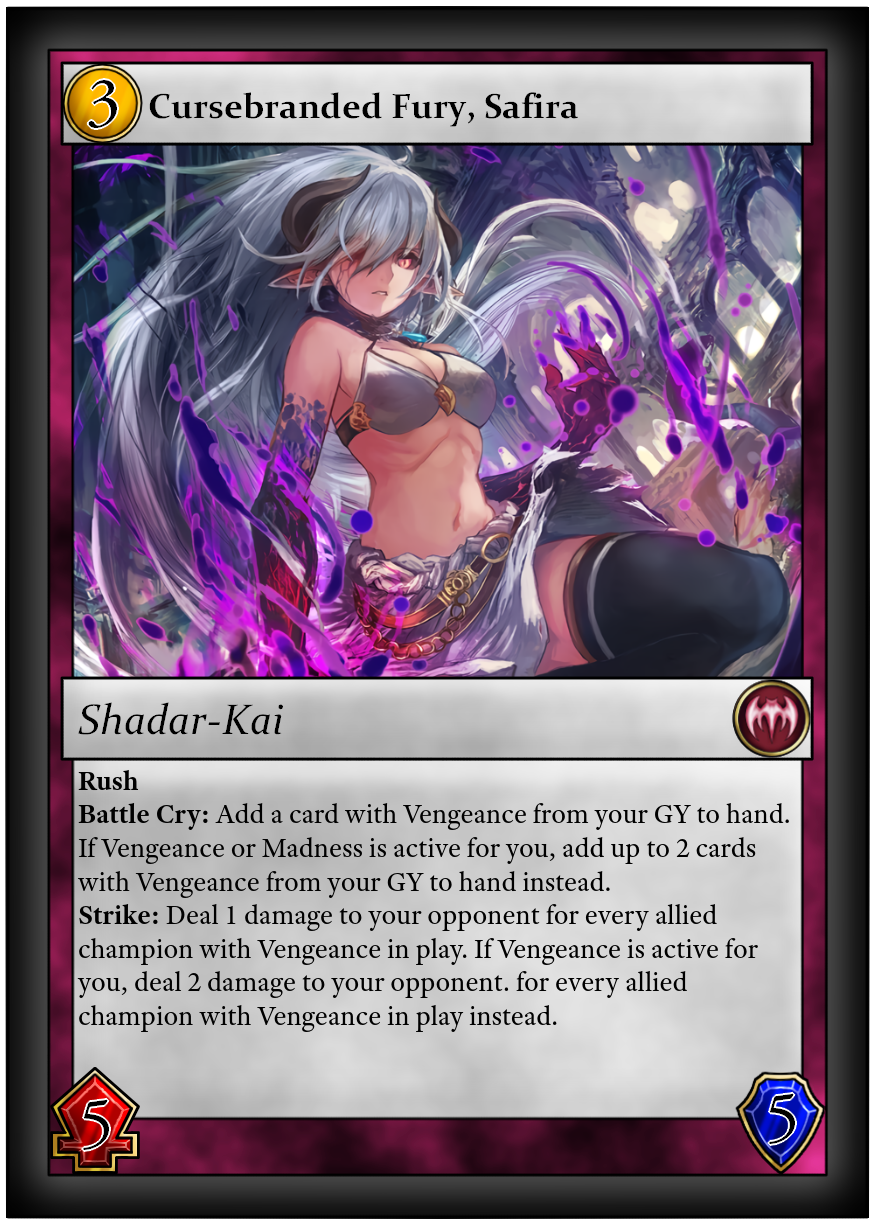 3
Cursebranded Fury, Safira
Shadar-Kai
Rush
Battle Cry: Add a card with Vengeance from your GY to hand.
If Vengeance or Madness is active for you, add up to 2 cards
with Vengeance from your GY to hand instead.
Strike: Deal 1 damage to your opponent for every allied
champion with Vengeance in play. If Vengeance is active for
you, deal 2 damage to your opponent. for every allied
champion with Vengeance in play instead.
5
5